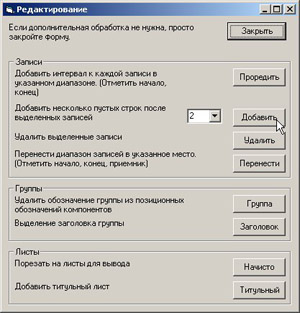 Редактирование
Если дополнительная обработка не нужна, просто
закройте форму.
Закрыть
Записи
Добавить интервал к каждой записи в
указанном диапазоне. (Отметить начало,
конец)
Проредить
Добавить несколько пустых строк после
выделенных записей
2
Добавить
Удалить выделенные записи
Удалить
Перенести диапазон записей в указанное место.
(Отметить начало, конец, приемник)
Перенести
Группы
Удалить обозначение группы из позиционных
обозначений компонентов
Группа
Выделение заголовка группы
Заголовок
Листы
Порезать на листы для вывода
Начисто
Добавить титульный лист
Титульный